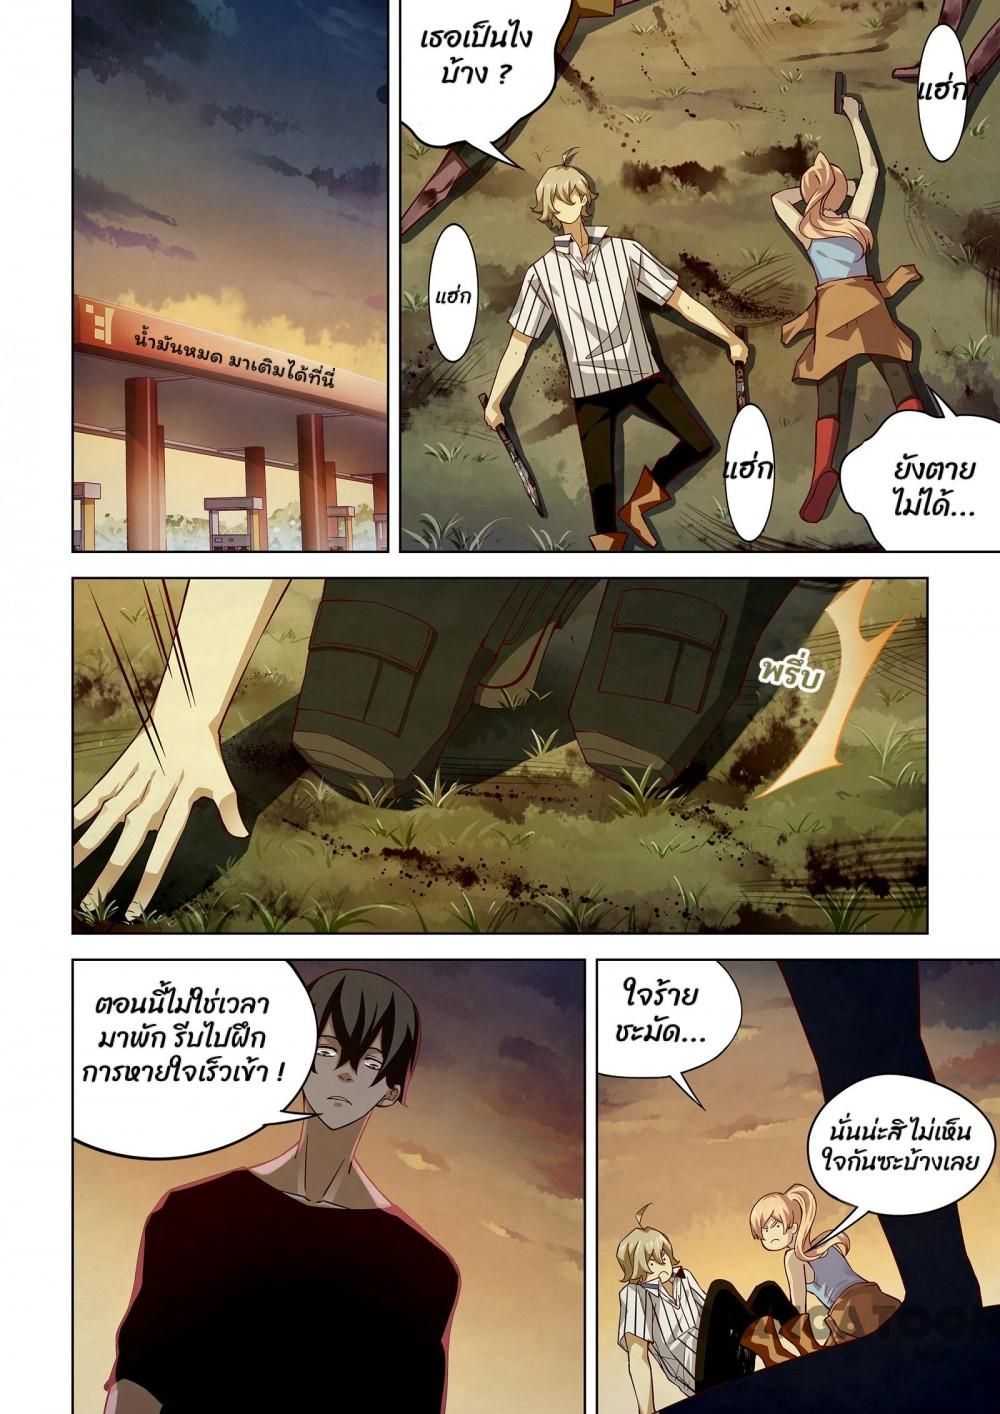 น้ำมันหมด มาเติมได้ที่นี่
เธอเป็นไง
บ้าง ?
แฮ่ก
แฮ่ก
แฮ่ก
ยังตาย
ไม่ได้...
พรึ่บ
ตอนนี้ไม่ใช่เวลา
มาพัก รีบไปฝึก
การหายใจเร็วเข้า !
ใจร้าย
ชะมัด...
นั่นน่ะสิ ไม่เห็น
ใจกันซะบ้างเลย